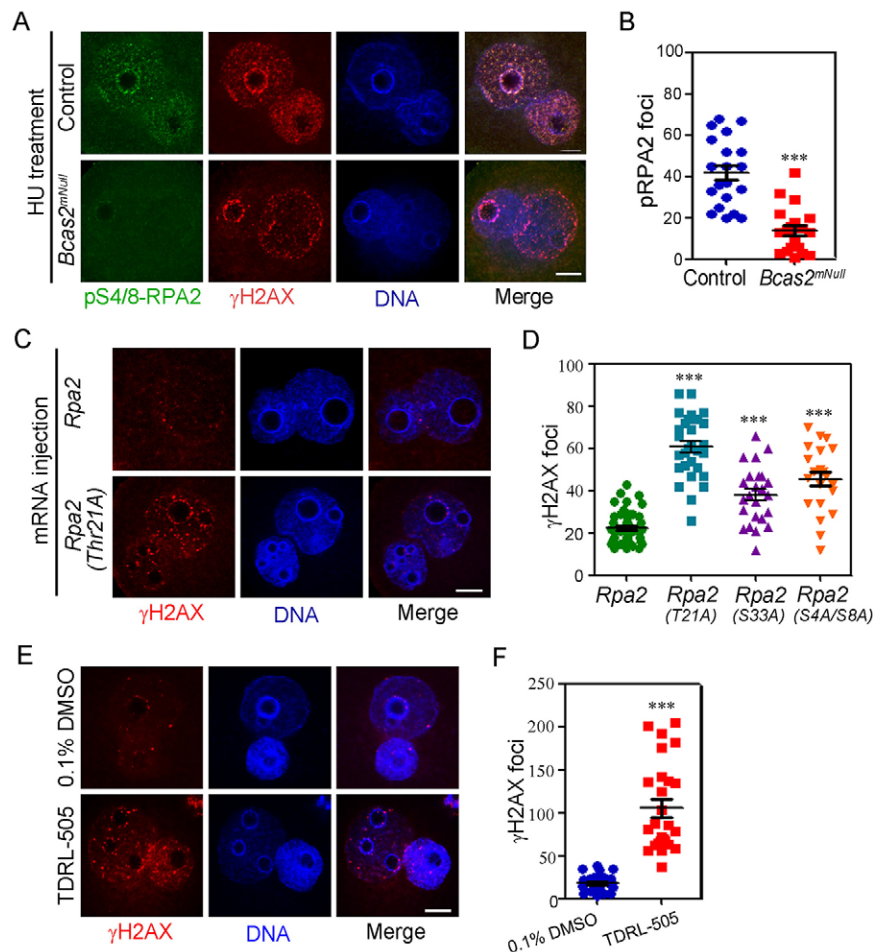 A
HU treatment
Control
Bcas2mNull
pS4/8-RPA2
γH2AX
DNA
Merge
B
pRPA2 foci
100
80
60
40
20
0
***
Control
Bcas2mNull
C
mRNA injection
Rpa2
Rpa2
(Thr21A)
γH2AX
DNA
Merge
D
γH2AX foci
100
80
60
40
20
0
***
***
***
Rpa2
Rpa2
(T21A)
Rpa2
(S33A)
Rpa2
(S4A/S8A)
E
0.1% DMSO
TDRL-505
γH2AX
DNA
Merge
F
γH2AX foci
250
200
150
100
50
0
***
0.1% DMSO
TDRL-505